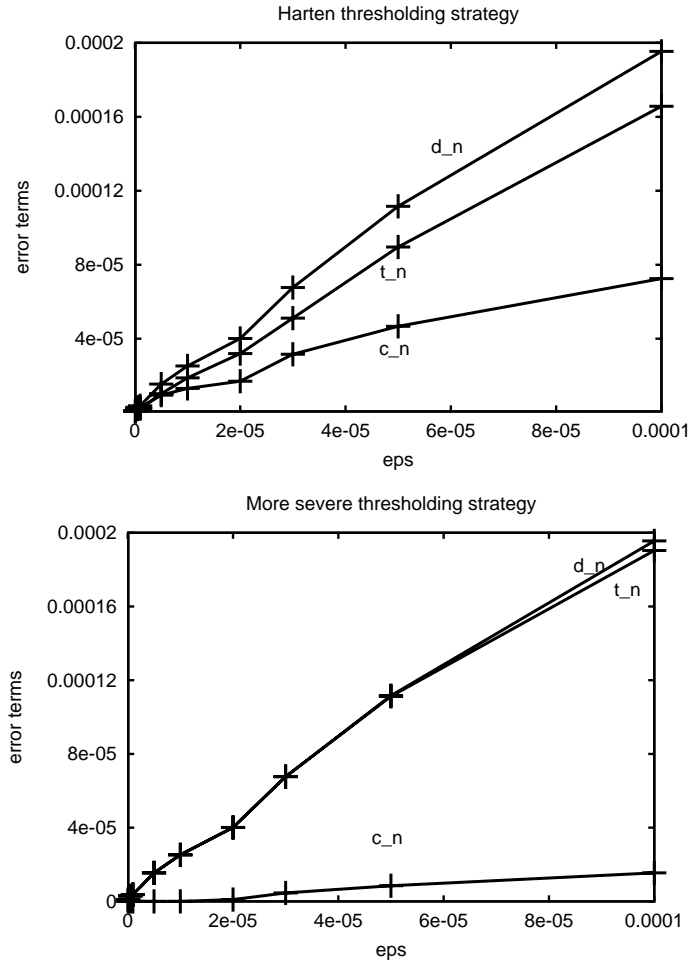 Harten thresholding strategy
0.0002
0.00016
0.00012
8e-05
4e-05
error terms
d_n
t_n
c_n
0 2e-05 4e-05 6e-05 8e-05 0.0001
eps
More severe thresholding strategy
0.0002
0.00016
0.00012
8e-05
4e-05
0
error terms
d_n
t_n
c_n
0 2e-05 4e-05 6e-05 8e-05 0.0001
eps